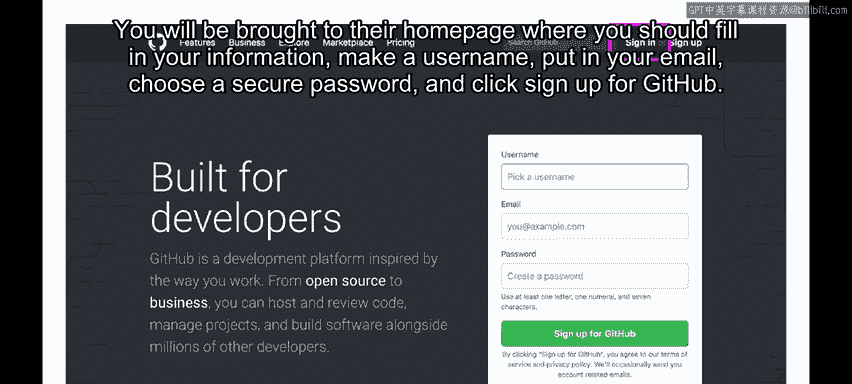 GPT中英字幕课程资源@bilibili.com
You will be brought to their homepage where you should fill
in your information, make a username, put in your email,
choose a secure password, and click sign up for GitHub.
Features Business Explore Marketplace Pricing Search GitHub Sign in or Sign up
Built for
developers
GitHub is a development platform inspired by
the way you work. From open source to
business, you can host and review code,
manage projects, and build software alongside
millions of other developers.
Username
Pick a username
Email
you@example.com
Password
Create a password
Use at least one letter, one numeral, and seven
characters.
Sign up for GitHub
By clicking "Sign up for GitHub", you agree to our terms of
service and privacy policy. We'll occasionally send you
account related emails.